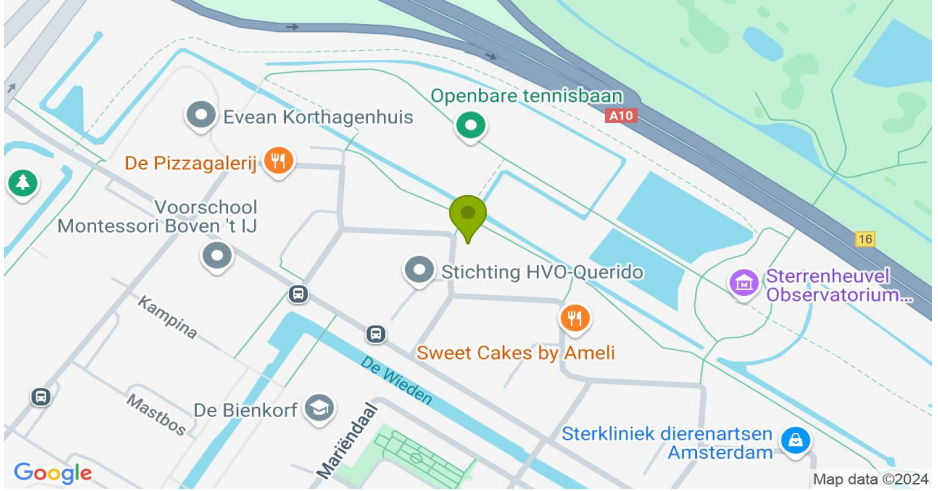 Openbare tennisbaan
A10
Evean Korthagenhuis
De Pizzagalerij
Voorschool
Montessori Boven 't IJ
16
Stichting HVO-Querido
Sterrenheuvel
Observatorium...
Kampina
Sweet Cakes by Ameli
De Wieden
Mastbos
De Bienkorf
Mariëndaal
Sterkliniek dierenartsen
Amsterdam
Google
Map data ©2024